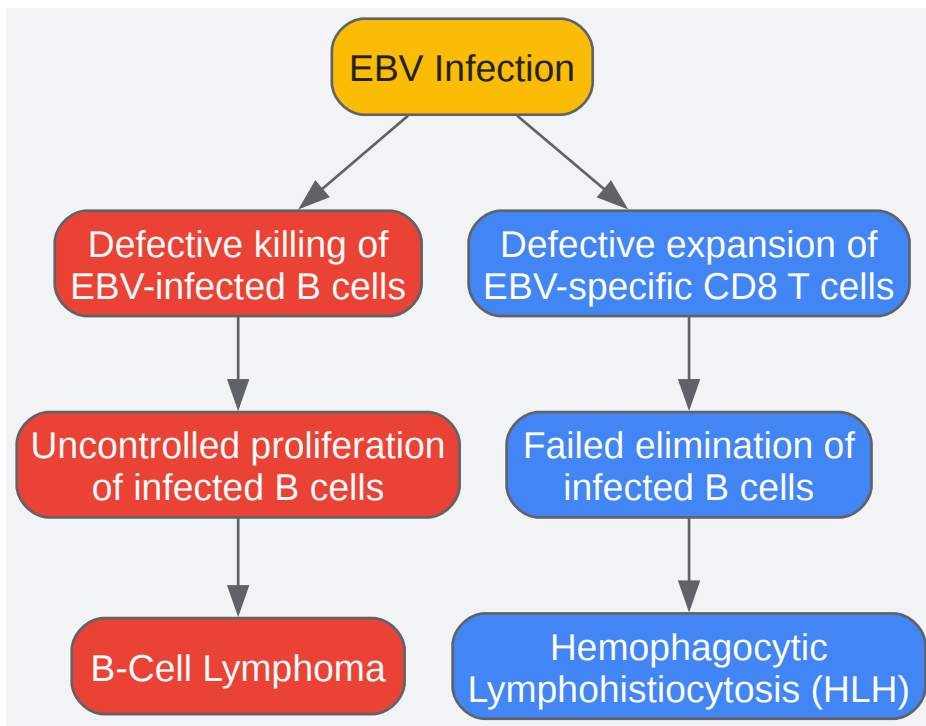 EBV Infection
Defective killing of
EBV-infected B cells
Defective expansion of
EBV-specific CD8 T cells
Uncontrolled proliferation
of infected B cells
Failed elimination of
infected B cells
B-Cell Lymphoma
Hemophagocytic
Lymphohistiocytosis (HLH)